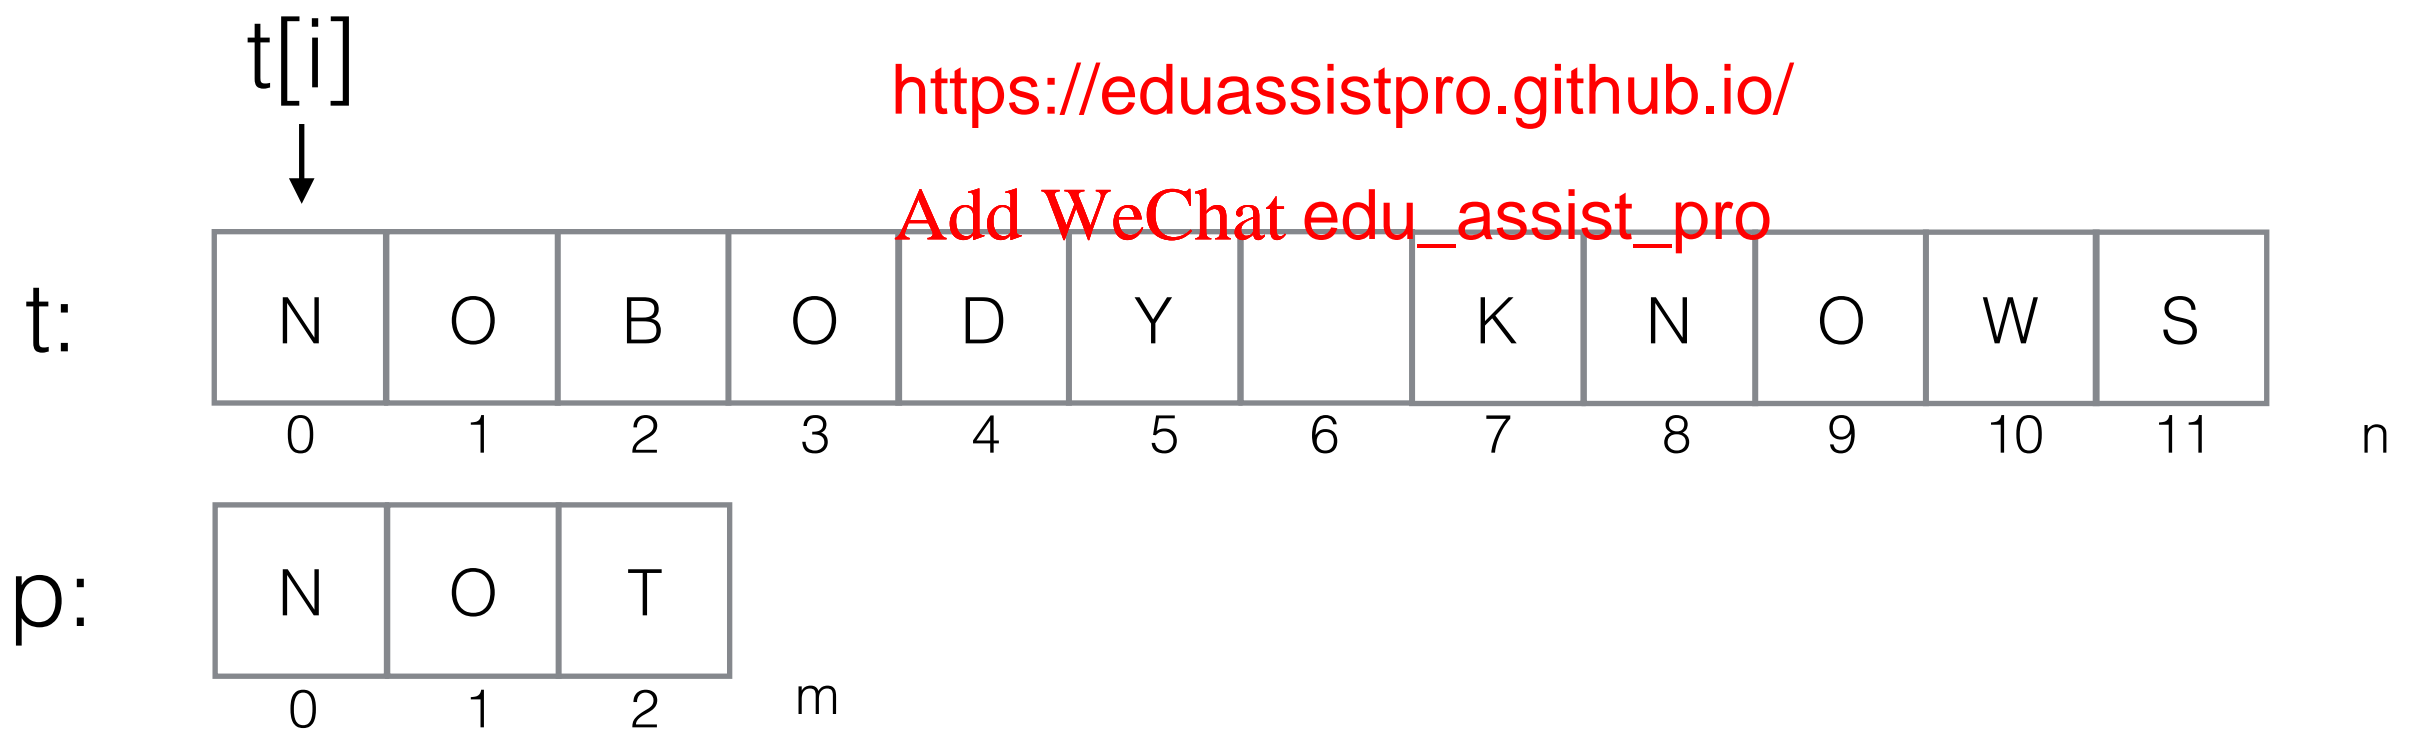 t[i]
https://eduassistpro.github.io/
Add WeChat edu_assist_pro
t: N O B O D Y K N O W S
0 1 2 3 4 5 6 7 8 9 10 11 n
p: N O T
0 1 2 m